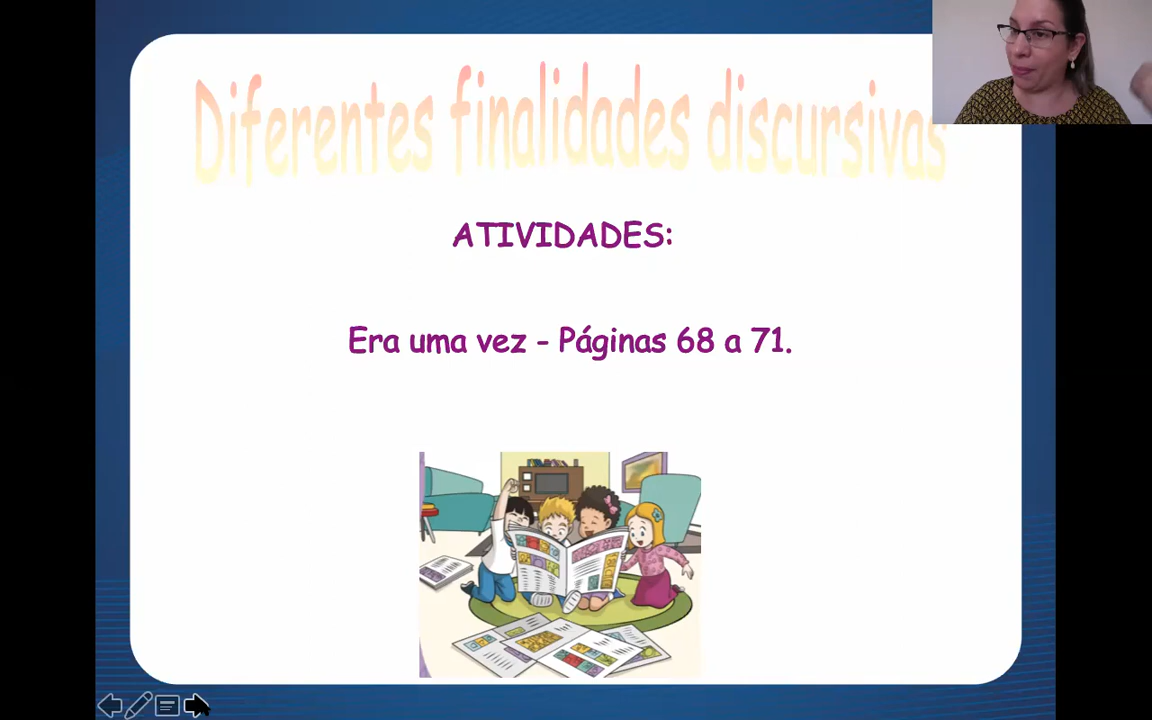 Diferentes finalidades discursivas
ATIVIDADES:
Era uma vez - Páginas 68 a 71.